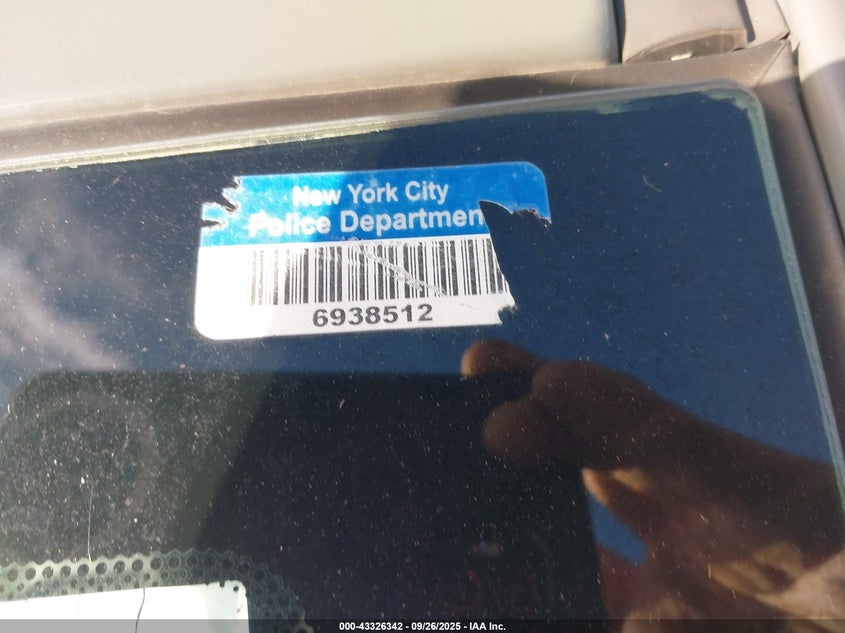 New York City
Police Departmen
6938512
000-43326342 - 09/26/2025 - IAA Inc.